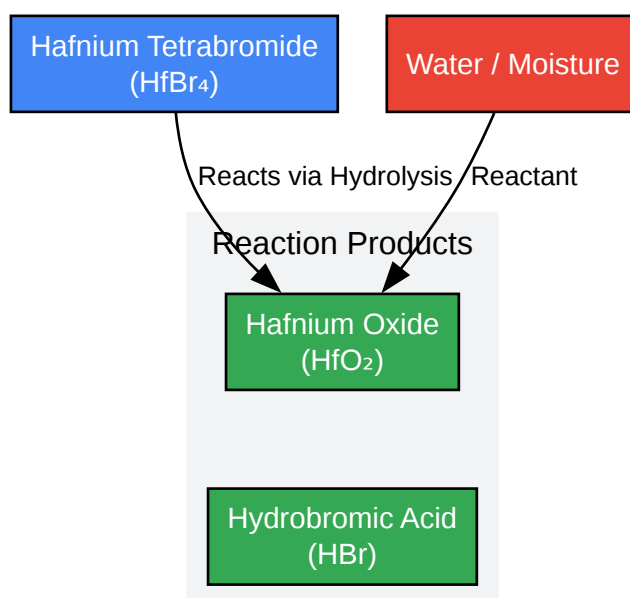 Hafnium Tetrabromide
(HfBr₄)
Water / Moisture
Reacts via Hydrolysis
Reactant
Reaction Products
Hafnium Oxide
(HfO₂)
Hydrobromic Acid
(HBr)